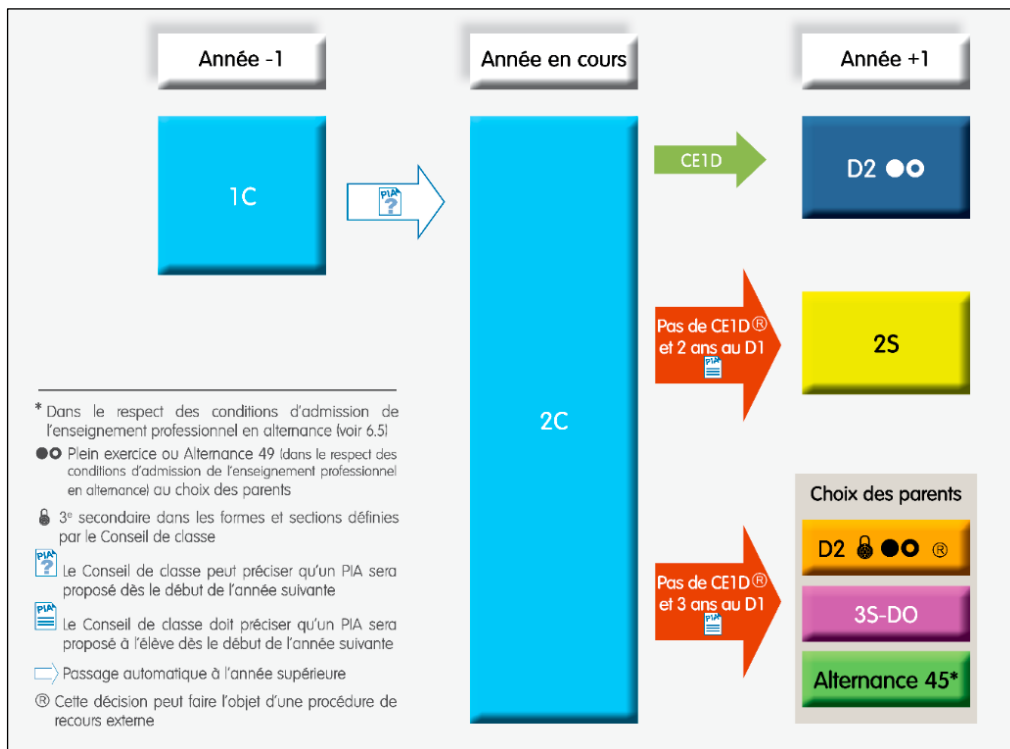 Année -1
Année en cours
Année +1
1C
PIA
?
2C
CE1D
D2 ●○
Pas de CE1D ®
et 2 ans au D1
PIA
2S
Pas de CE1D ®
et 3 ans au D1
PIA
Choix des parents
D2 ●○ ®
3S-DO
Alternance 45*
* Dans le respect des conditions d'admission de
l'enseignement professionnel en alternance (voir 6.5)
●○ Plein exercice ou Alternance 49 (dans le respect des
conditions d'admission de l'enseignement professionnel
en alternance) au choix des parents
3e secondaire dans les formes et sections définies
par le Conseil de classe
PIA
? Le Conseil de classe peut préciser qu'un PIA sera
proposé dès le début de l'année suivante
PIA
Le Conseil de classe doit préciser qu'un PIA sera
proposé à l'élève dès le début de l'année suivante
Passage automatique à l'année supérieure
® Cette décision peut faire l'objet d'une procédure de
recours externe